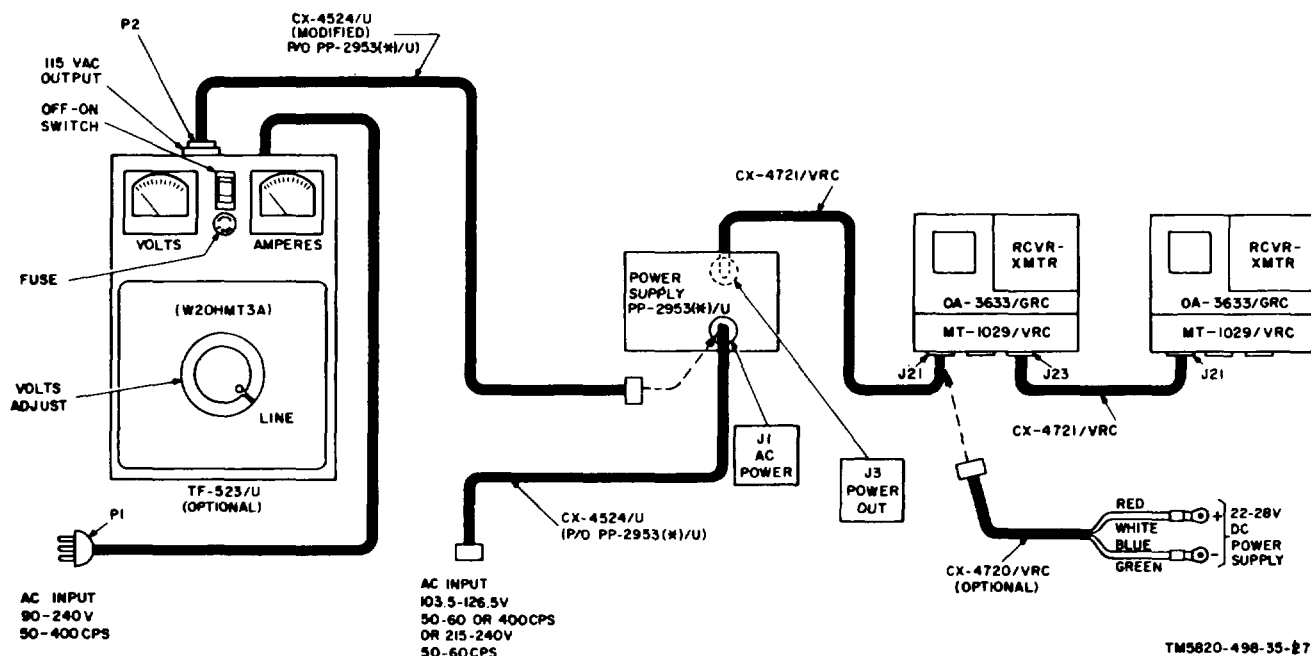 P2
CX-4524/U
(MODIFIED)
P/O PP-2953(*)/U)
115 VAC
OUTPUT
OFF-ON
SWITCH
VOLTS
AMPERES
FUSE
(W20HMT3A)
VOLTS
ADJUST
LINE
TF-523/U
(OPTIONAL)
P1
AC INPUT
90-240V
50-400CPS
CX-4721/VRC
POWER
SUPPLY
PP-2953(*)/U
RCVR-
XMTR
OA-3633/GRC
MT-1029/VRC
J21
J23
RCVR-
XMTR
OA-3633/GRC
MT-1029/VRC
J21
CX-4721/VRC
J1
AC
POWER
J3
POWER
OUT
CX-4524/U
(P/O PP-2953(*)/U)
AC INPUT
103.5-126.5V
50-60 OR 400CPS
OR 215-240V
50-60CPS
RED
WHITE
BLUE
GREEN
+
-
22-28V
DC
POWER
SUPPLY
CX-4720/VRC
(OPTIONAL)
TM5820-498-35-27